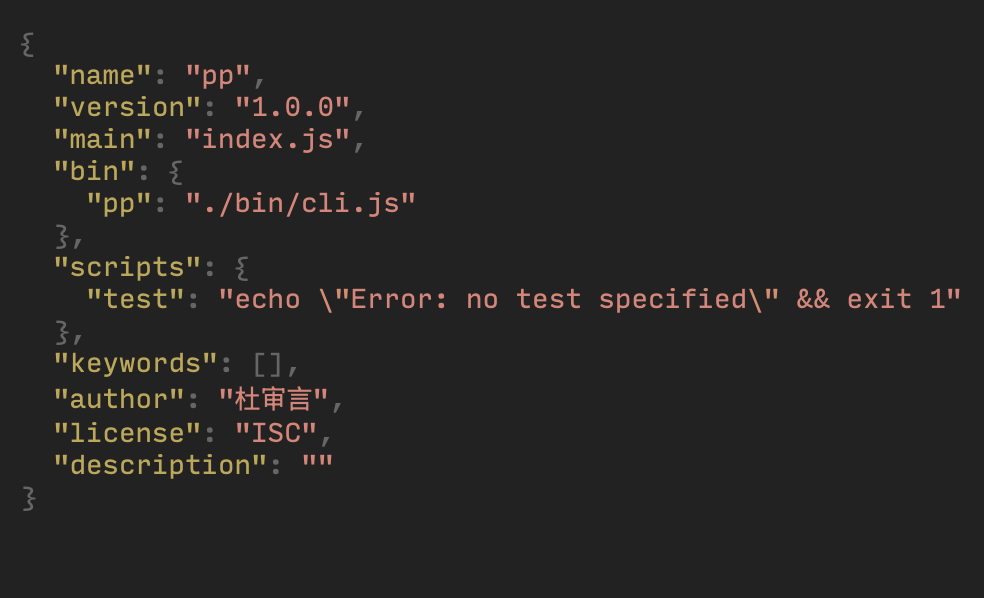 {
  "name": "pp",
  "version": "1.0.0",
  "main": "index.js",
  "bin": {
    "pp": "./bin/cli.js"
  },
  "scripts": {
    "test": "echo \"Error: no test specified\" && exit 1"
  },
  "keywords": [],
  "author": "杜审言",
  "license": "ISC",
  "description": ""
}